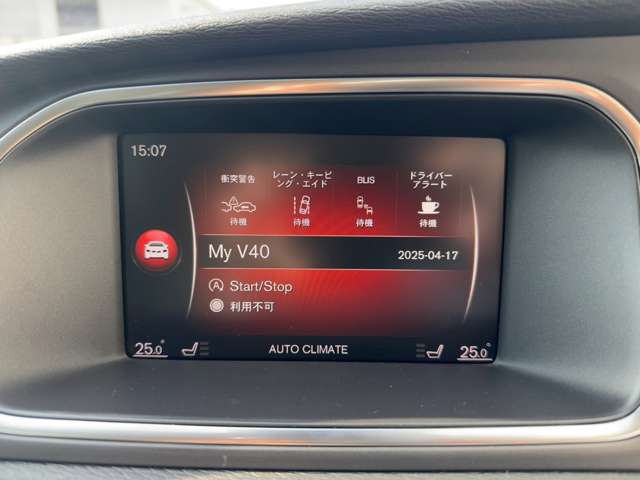 15:07
衝突警告
レーン・キーピ
ング・エイド
BLIS
ドライバー
アラート
待機
待機
待機
待機
My V40
2025-04-17
Start/Stop
利用不可
25.0°
AUTO CLIMATE
25.0°